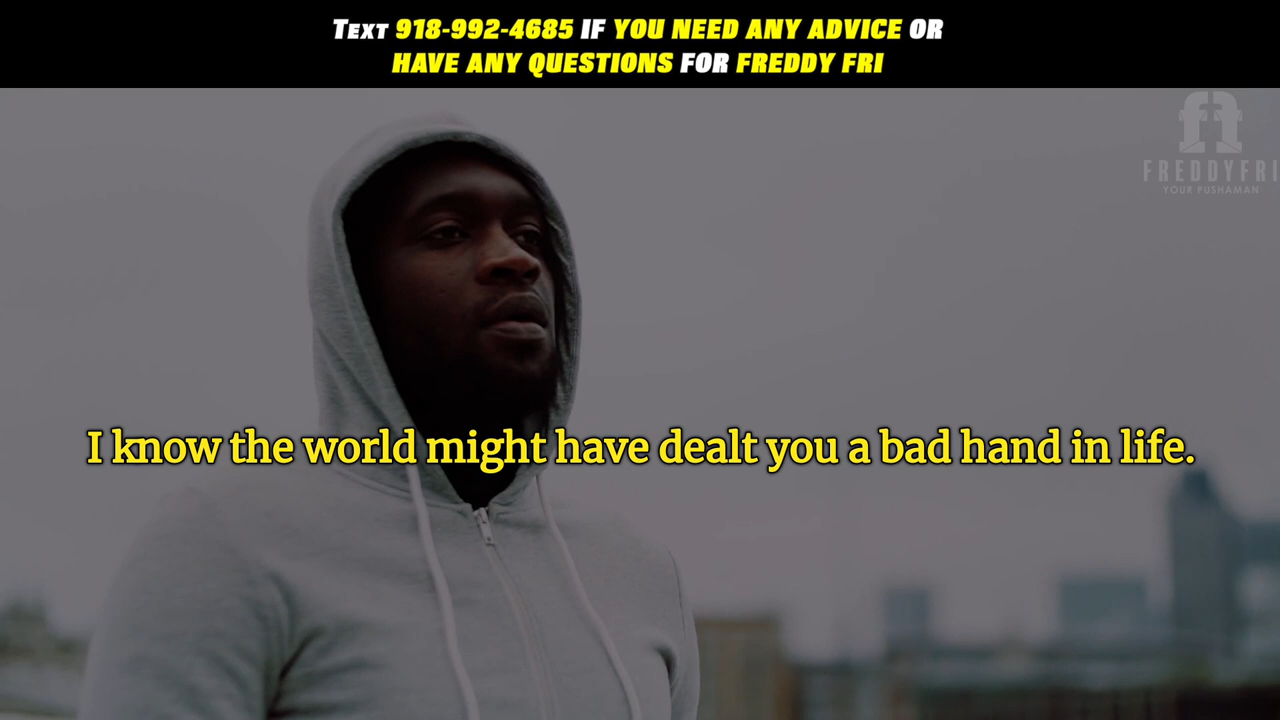 Text 918-992-4685 IF YOU NEED ANY ADVICE OR
HAVE ANY QUESTIONS FOR FREDDY FRI
FREDDYFRI
YOUR PUSHAMAN
I know the world might have dealt you a bad hand in life.